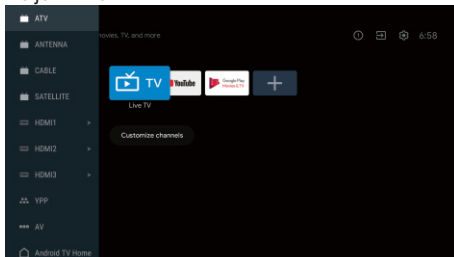 ATV
ANTENNA
CABLE
SATELLITE
HDMI1
HDMI2
HDMI3
YPP
AV
Android TV Home
ovies, TV, and more
6:58
TV
YouTube
Google Play
Movies & TV
Live TV
Customize channels